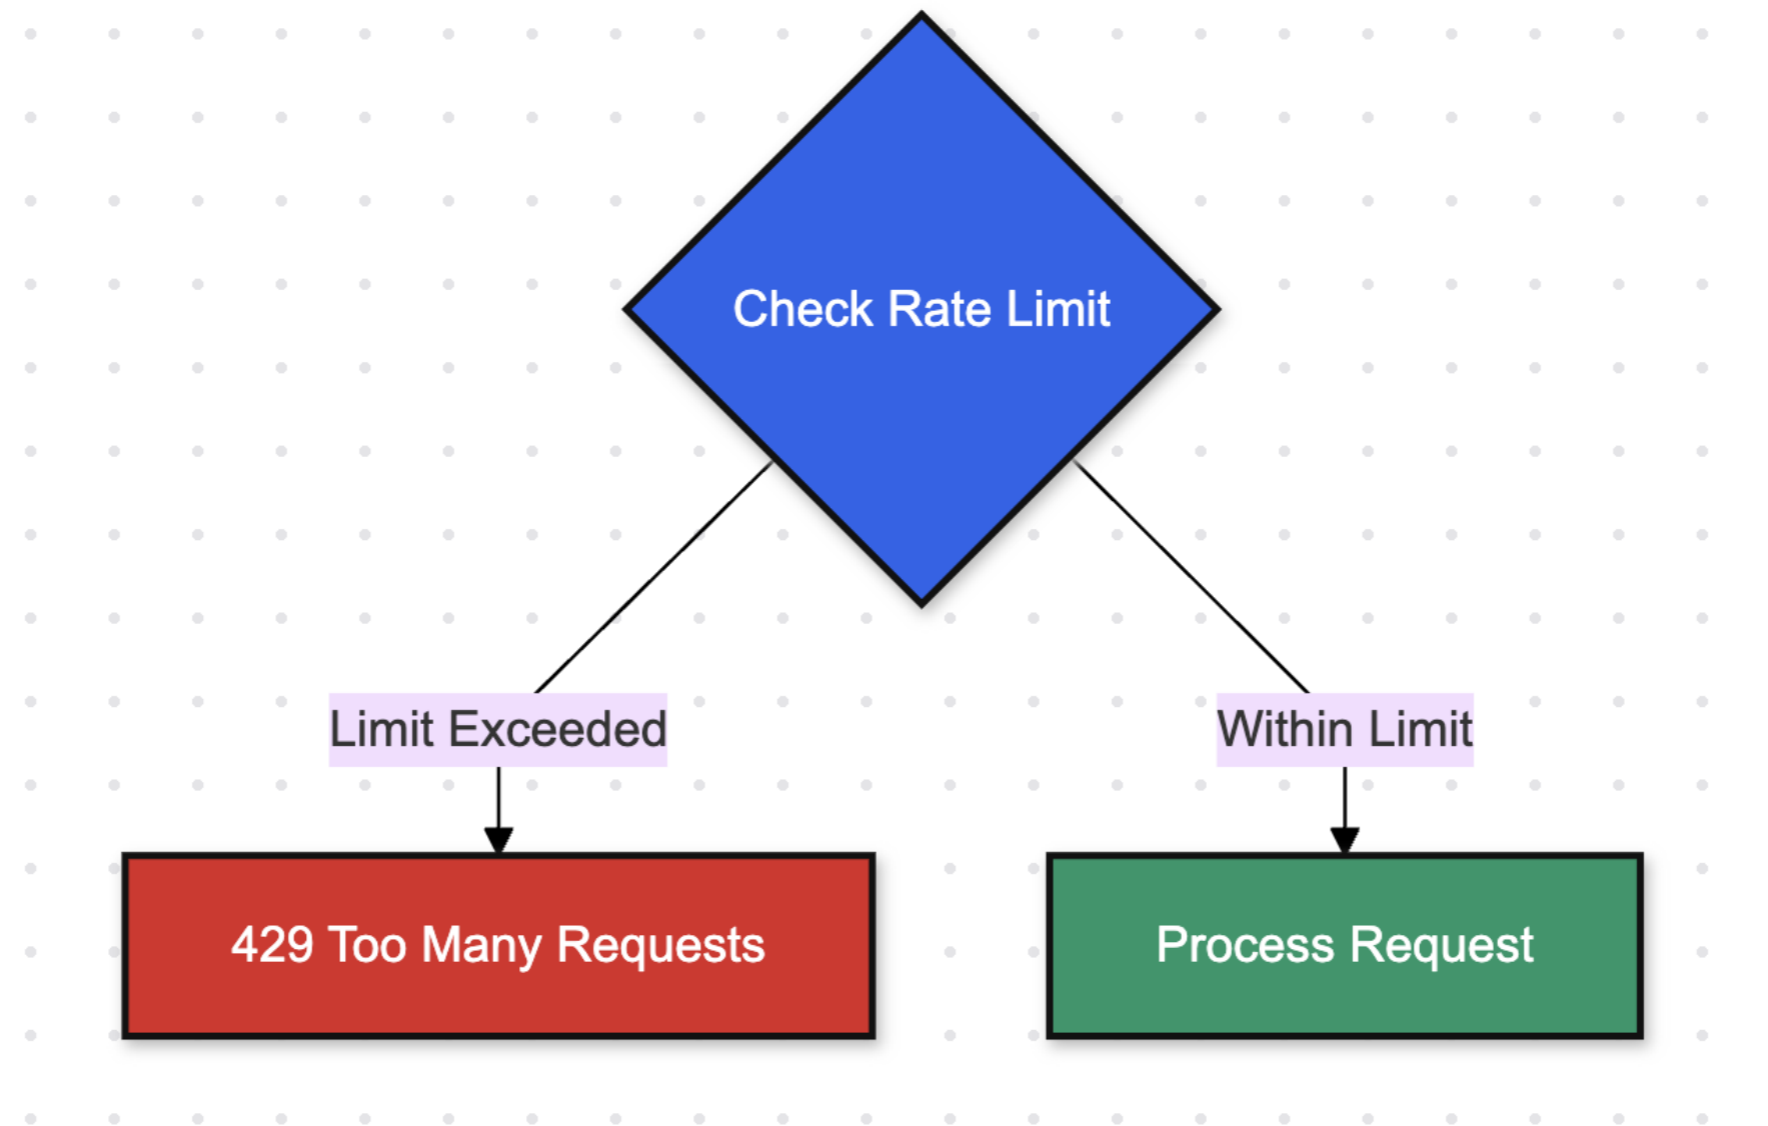 Check Rate Limit
Limit Exceeded
Within Limit
429 Too Many Requests
Process Request